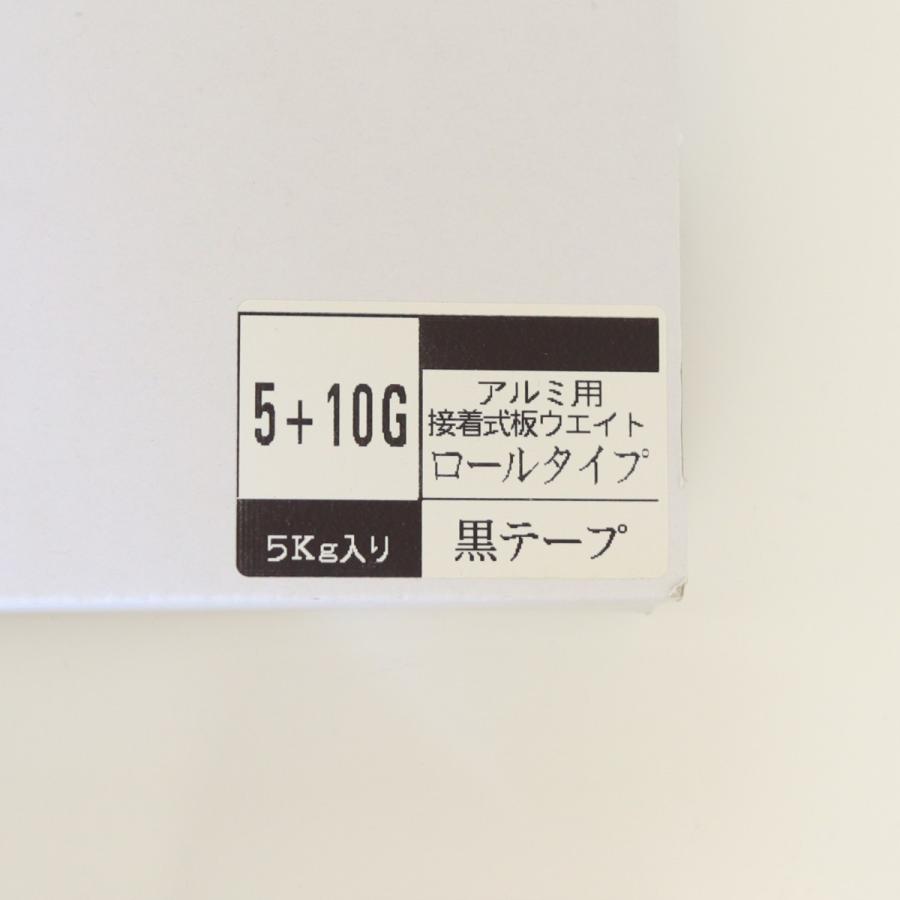 5+10G
アルミ用
接着式板ウエイト
ロールタイプ
5Kg入り
黒テープ